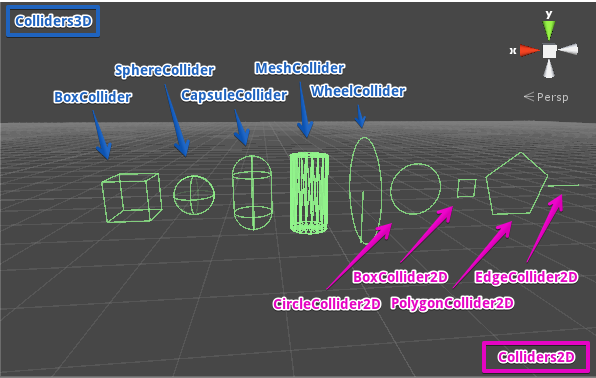 Colliders3D
y
x
< Persp
MeshCollider
SphereCollider
WheelCollider
CapsuleCollider
BoxCollider
BoxCollider2D
EdgeCollider2D
CircleCollider2D
PolygonCollider2D
Colliders2D